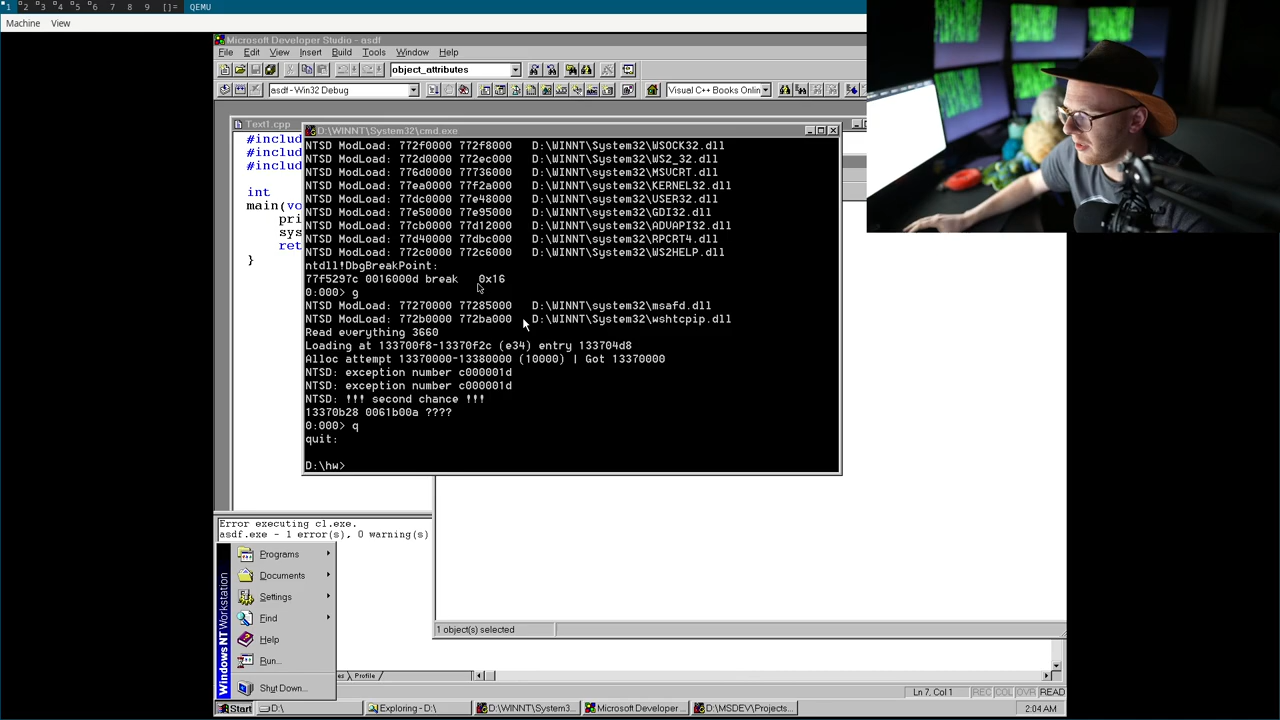 1 2 3 4 5 6 7 8 9 []= QEMU
Machine View
Microsoft Developer Studio - asdf
File Edit View Insert Build Tools Window Help
object_attributes
asdf - Win32 Debug
Visual C++ Books Onlin
Text1.cpp
#includ
#includ
#includ
int
main(vo
pri
sys
ret
}
D:\WINNT\System32\cmd.exe
NTSD ModLoad: 772f0000 772f8000 D:\WINNT\System32\WSOCK32.dll
NTSD ModLoad: 772d0000 772ec000 D:\WINNT\System32\WS2_32.dll
NTSD ModLoad: 776d0000 77736000 D:\WINNT\System32\MSVCRT.dll
NTSD ModLoad: 77ea0000 77f2a000 D:\WINNT\system32\KERNEL32.dll
NTSD ModLoad: 77dc0000 77e48000 D:\WINNT\system32\USER32.dll
NTSD ModLoad: 77e50000 77e95000 D:\WINNT\system32\GDI32.dll
NTSD ModLoad: 77cb0000 77d12000 D:\WINNT\system32\ADVAPI32.dll
NTSD ModLoad: 77d40000 77dbc000 D:\WINNT\system32\RPCRT4.dll
NTSD ModLoad: 772c0000 772c6000 D:\WINNT\System32\WS2HELP.dll
ntdll!DbgBreakPoint:
77f5297c 0016000d break 0x16
0:000> g
NTSD ModLoad: 77270000 77285000 D:\WINNT\system32\msafd.dll
NTSD ModLoad: 772b0000 772ba000 D:\WINNT\System32\wshtcpip.dll
Read everything 3660
Loading at 133700f8-13370f2c (e34) entry 133704d8
Alloc attempt 13370000-13380000 (10000) | Got 13370000
NTSD: exception number c000001d
NTSD: exception number c000001d
NTSD: !!! second chance !!!
13370b28 0061b00a ????
0:000> q
quit:
D:\hw>
Error executing cl.exe.
asdf.exe - 1 error(s), 0 warning(s)
Windows NT Workstation
Programs
Documents
Settings
Find
Help
Run...
Shut Down...
1 object(s) selected
Profile
Ln 7, Col 1 REC COL OVR READ
Start D:\ Exploring - D:\ D:\WINNT\System3... Microsoft Developer ... D:\MSDEV\Projects... 2:04 AM